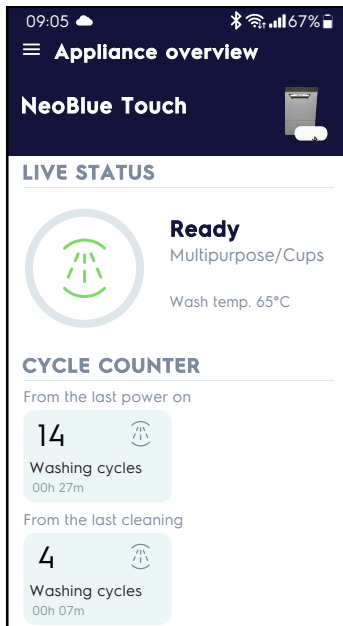 09:05 67%
Appliance overview
NeoBlue Touch
LIVE STATUS
Ready
Multipurpose/Cups
Wash temp. 65°C
CYCLE COUNTER
From the last power on
14
Washing cycles
00h 27m
From the last cleaning
4
Washing cycles
00h 07m